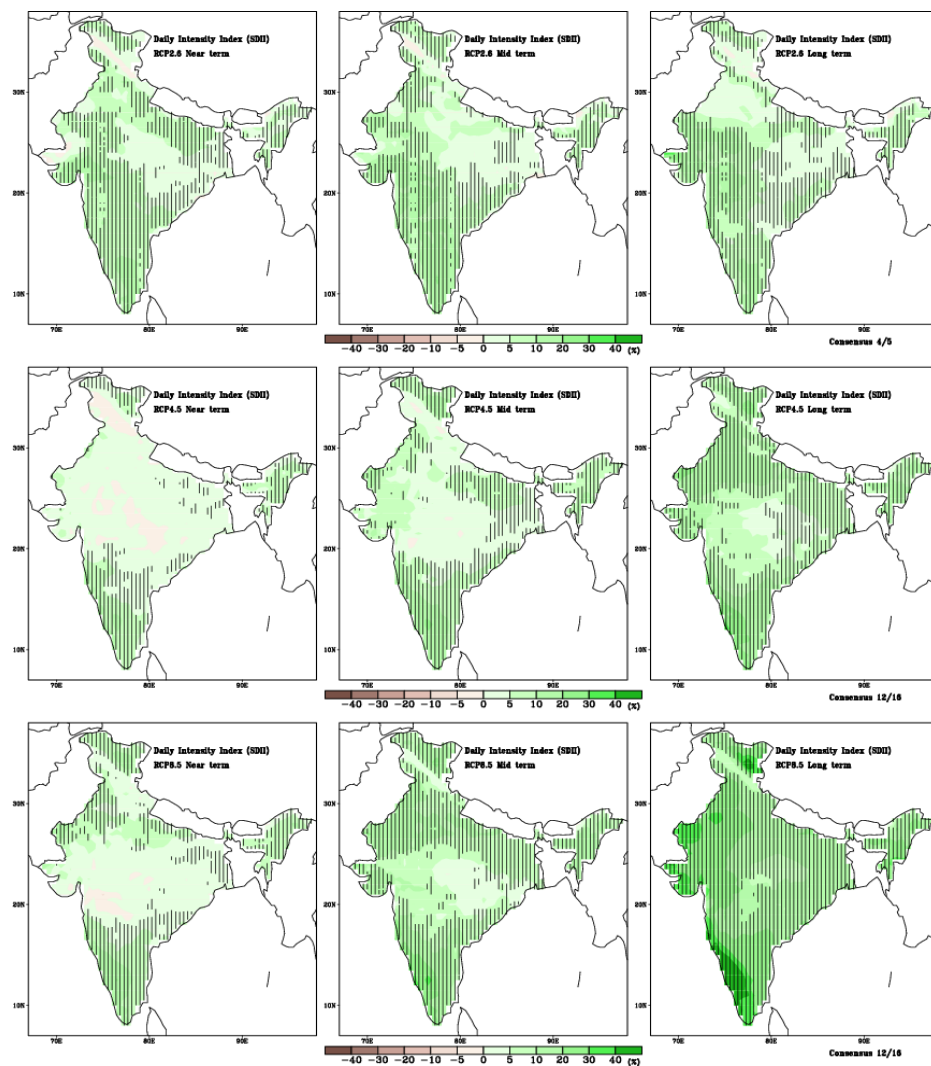 Daily Intensity Index (SDII)
RCP2.6 Near term
Daily Intensity Index (SDII)
RCP2.6 Mid term
Daily Intensity Index (SDII)
RCP2.6 Long term
30N
20N
10N
30N
20N
10N
30N
20N
10N
70E 80E 90E
70E 80E 90E
70E 80E 90E
-40 -30 -20 -10 -5 0 5 10 20 30 40 (%)
Consensus 4/5
Daily Intensity Index (SDII)
RCP4.5 Near term
Daily Intensity Index (SDII)
RCP4.5 Mid term
Daily Intensity Index (SDII)
RCP4.5 Long term
30N
20N
10N
30N
20N
10N
30N
20N
10N
70E 80E 90E
70E 80E 90E
70E 80E 90E
-40 -30 -20 -10 -5 0 5 10 20 30 40 (%)
Consensus 12/16
Daily Intensity Index (SDII)
RCP8.5 Near term
Daily Intensity Index (SDII)
RCP8.5 Mid term
Daily Intensity Index (SDII)
RCP8.5 Long term
30N
20N
10N
30N
20N
10N
30N
20N
10N
70E 80E 90E
70E 80E 90E
70E 80E 90E
-40 -30 -20 -10 -5 0 5 10 20 30 40 (%)
Consensus 12/16